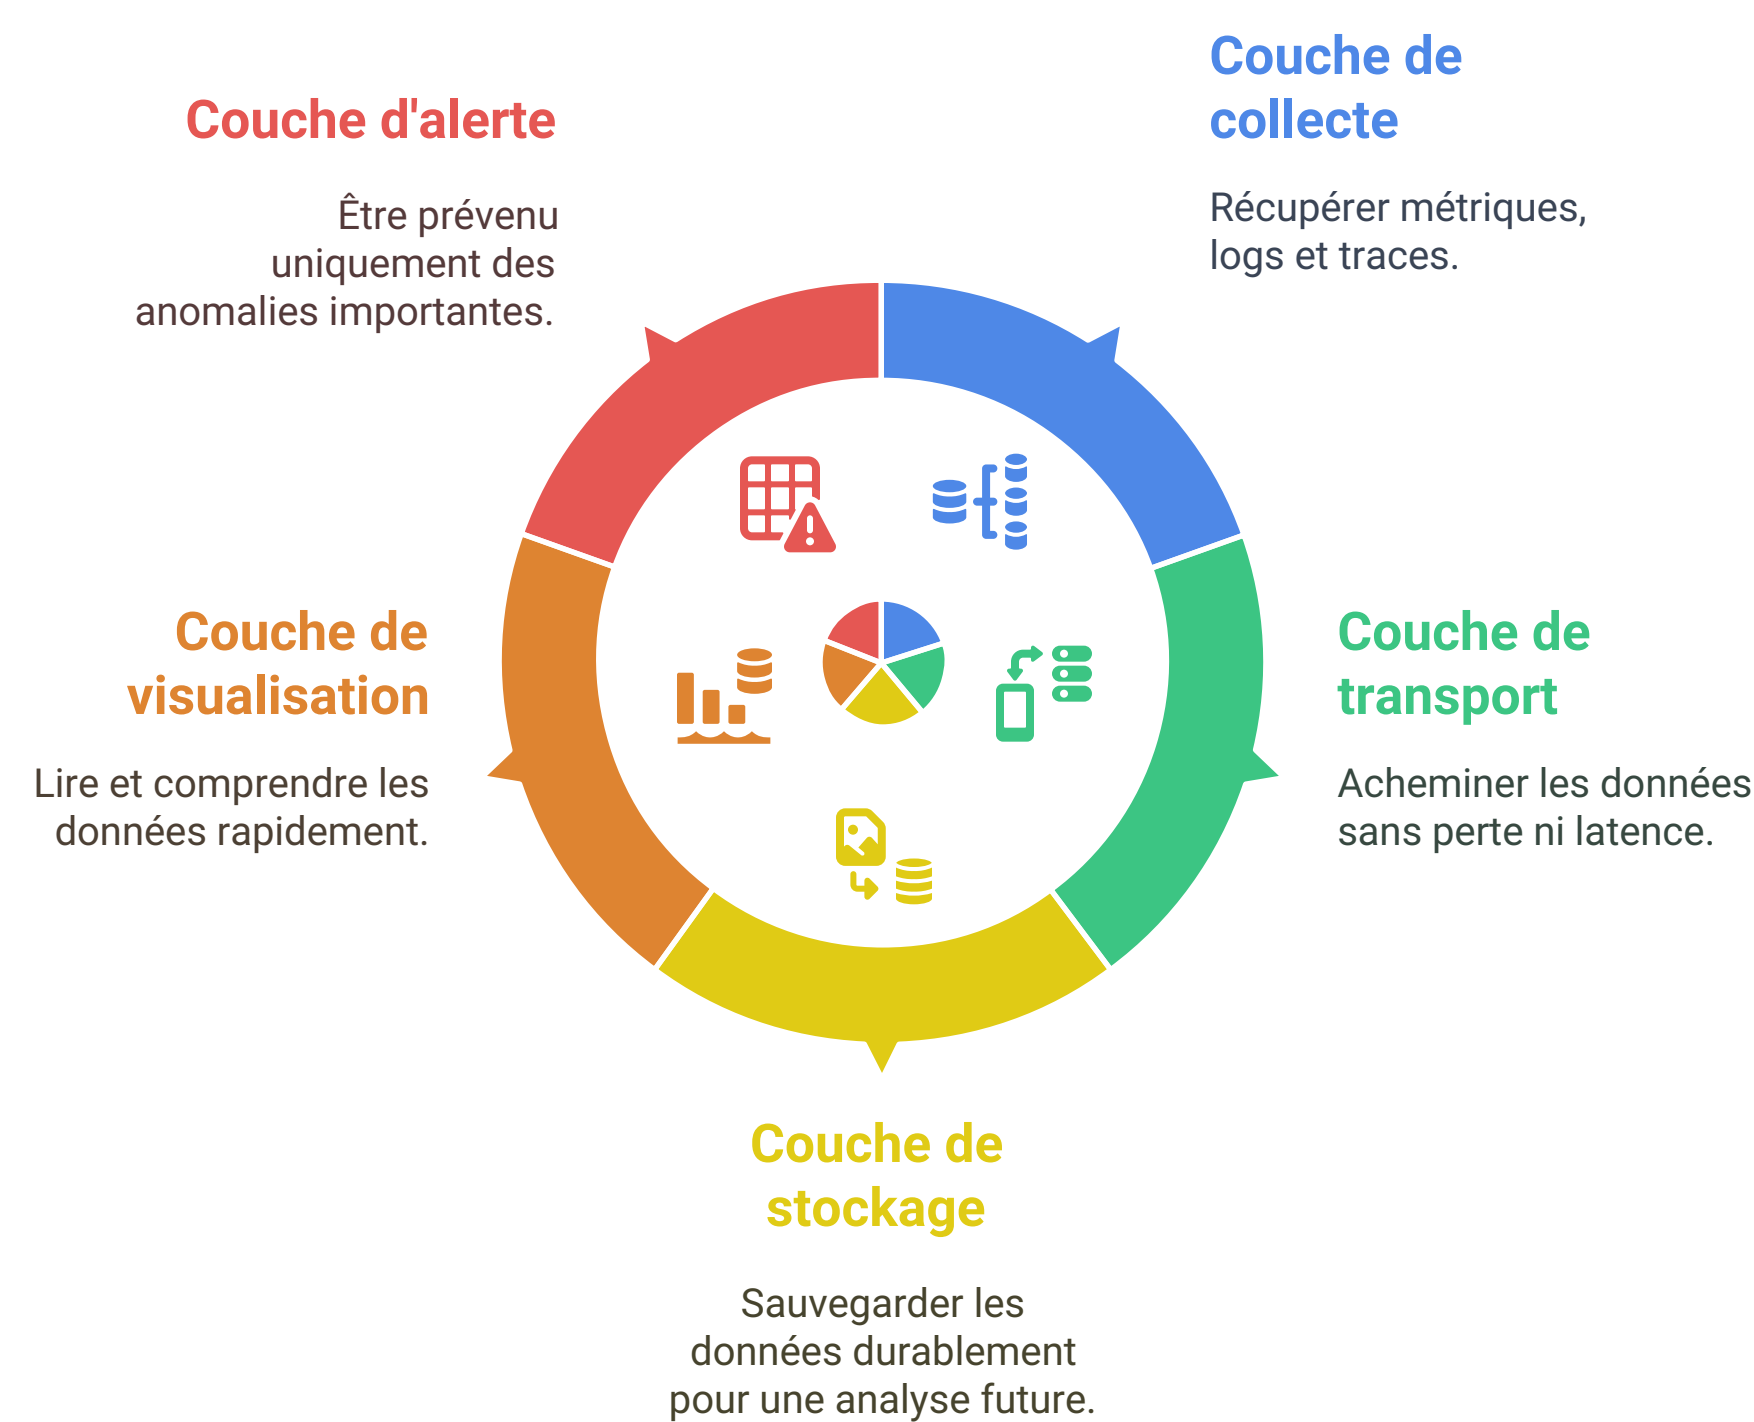 Couche de
collecte
Récupérer métriques,
logs et traces.
Couche de
transport
Acheminer les données
sans perte ni latence.
Couche de
stockage
Sauvegarder les
données durablement
pour une analyse future.
Couche de
visualisation
Lire et comprendre les
données rapidement.
Couche d'alerte
Être prévenu
uniquement des
anomalies importantes.